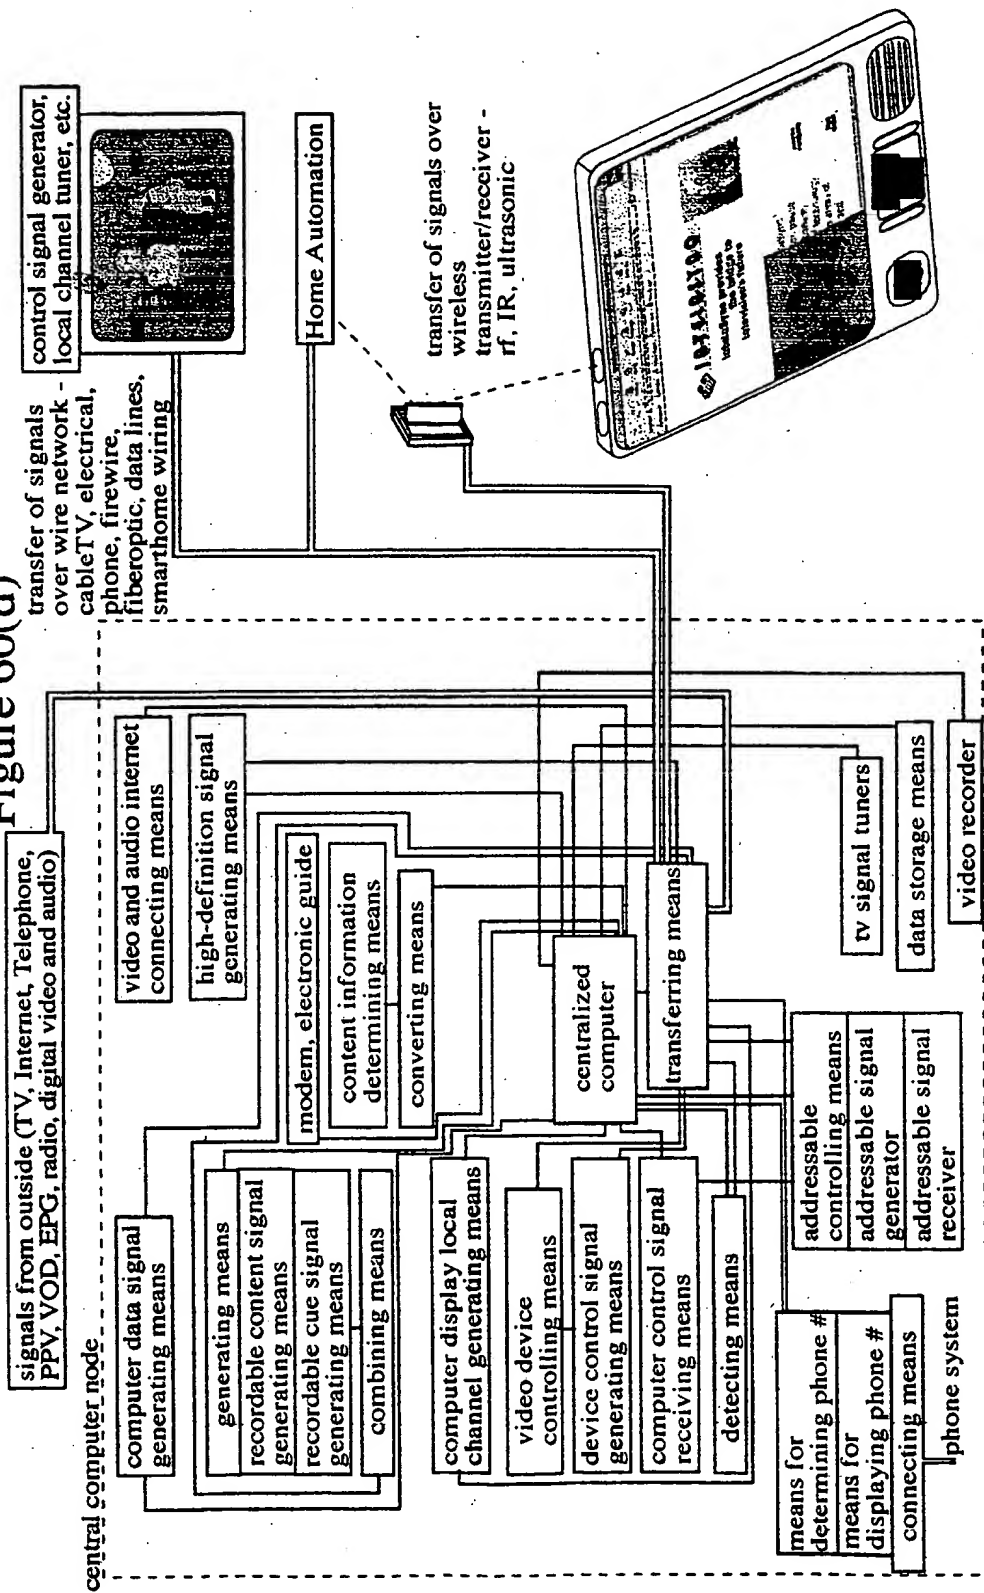 Figure 60(d)
signals from outside (TV, Internet, Telephone,
PPV, VOD, EPG, radio, digital video and audio)
central computer node
computer data signal
generating means
generating means
recordable content signal
generating means
recordable cue signal
generating means
combining means
computer display local
channel generating means
video device
controlling means
device control signal
generating means
computer control signal
receiving means
detecting means
means for
determining phone #
means for
displaying phone #
connecting means
phone system
video and audio internet
connecting means
high-definition signal
generating means
modem, electronic guide
content information
determining means
converting means
centralized
computer
transferring means
addressable
controlling means
addressable signal
generator
addressable signal
receiver
tv signal tuners
data storage means
video recorder
transfer of signals
over wire network -
cableTV, electrical,
phone, firewire,
fiberoptic, data lines,
smarthome wiring
control signal generator,
local channel tuner, etc.
Home Automation
transfer of signals over
wireless
transmitter/receiver -
rf, IR, ultrasonic